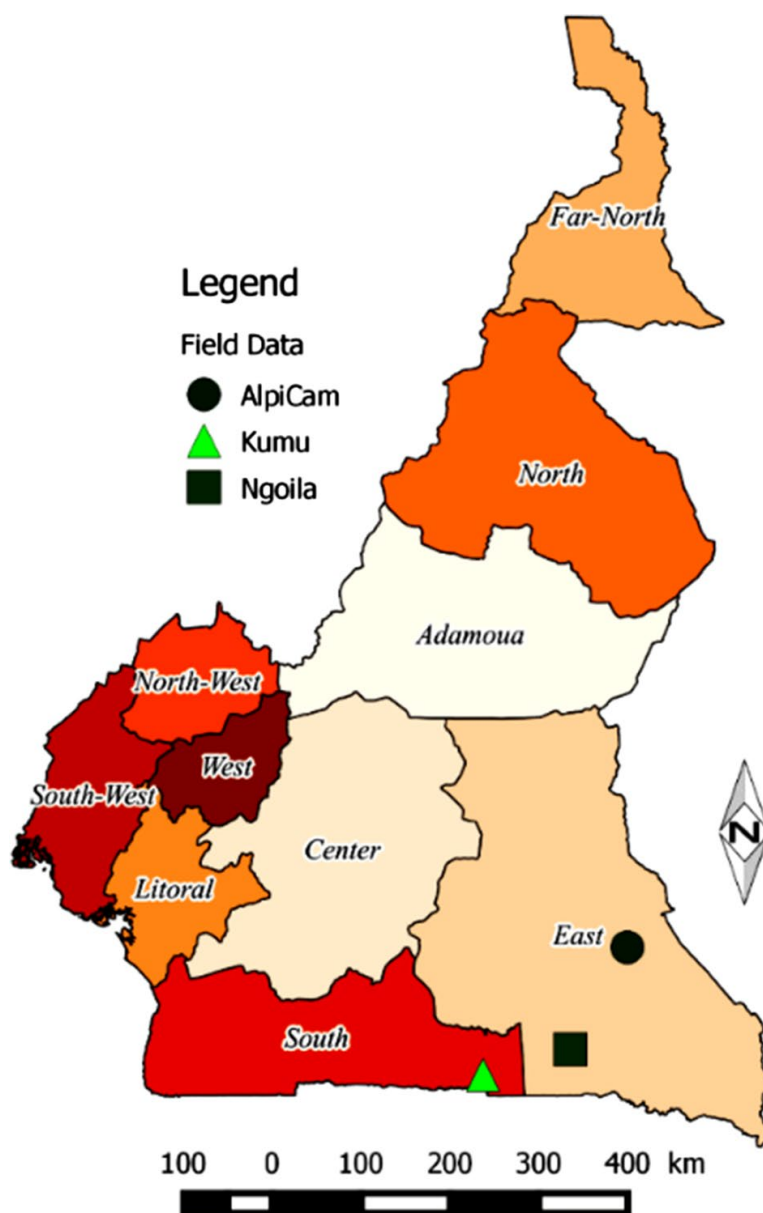 Far-North
Legend
Field Data
AlpiCam
Kumu
Ngoila
North
Adamoua
North-West
West
South-West
Center
Litoral
East
South
N
100 0 100 200 300 400 km